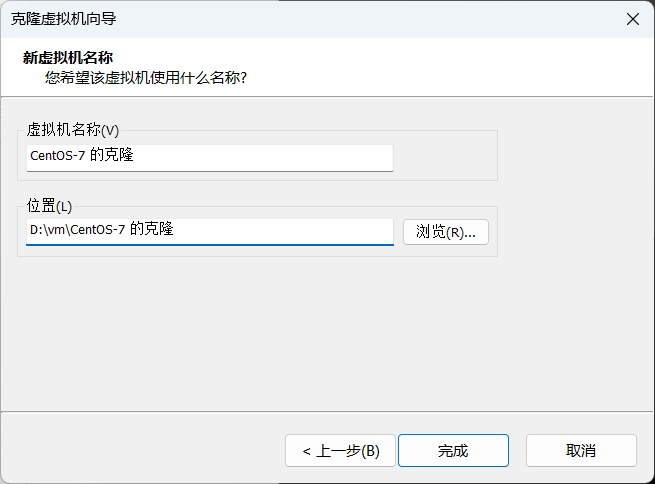 克隆虚拟机向导
新虚拟机名称
您希望该虚拟机使用什么名称?
虚拟机名称(V)
CentOS-7 的克隆
位置(L)
D:\vm\CentOS-7 的克隆
浏览(R)...
< 上一步(B)
完成
取消